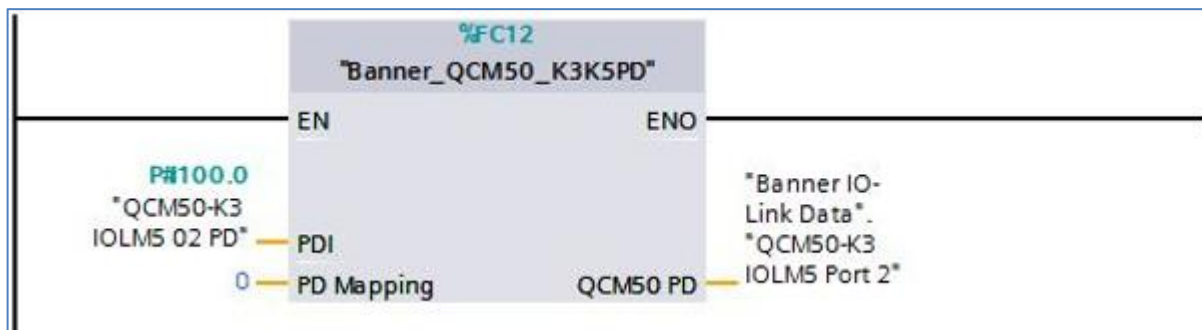 %FC12
"Banner_QCM50_K3K5PD"
EN
ENO
P#I100.0
"QCM50-K3
IOLM5 02 PD"
PDI
0
PD Mapping
QCM50 PD
"Banner IO-
Link Data".
"QCM50-K3
IOLM5 Port 2"